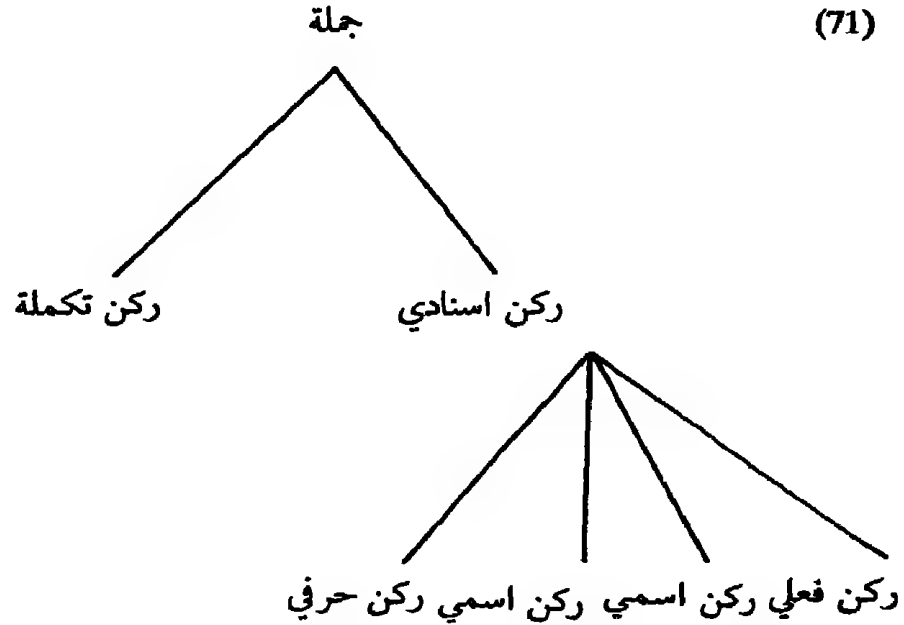 (71)
جملة
ركن اسنادي ركن تكملة
ركن فعلي ركن اسمي ركن اسمي ركن حرفي